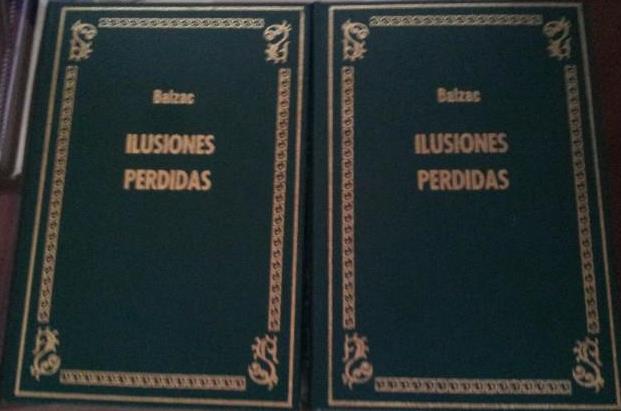 Balzac
ILUSIONES
PERDIDAS
Balzac
ILUSIONES
PERDIDAS